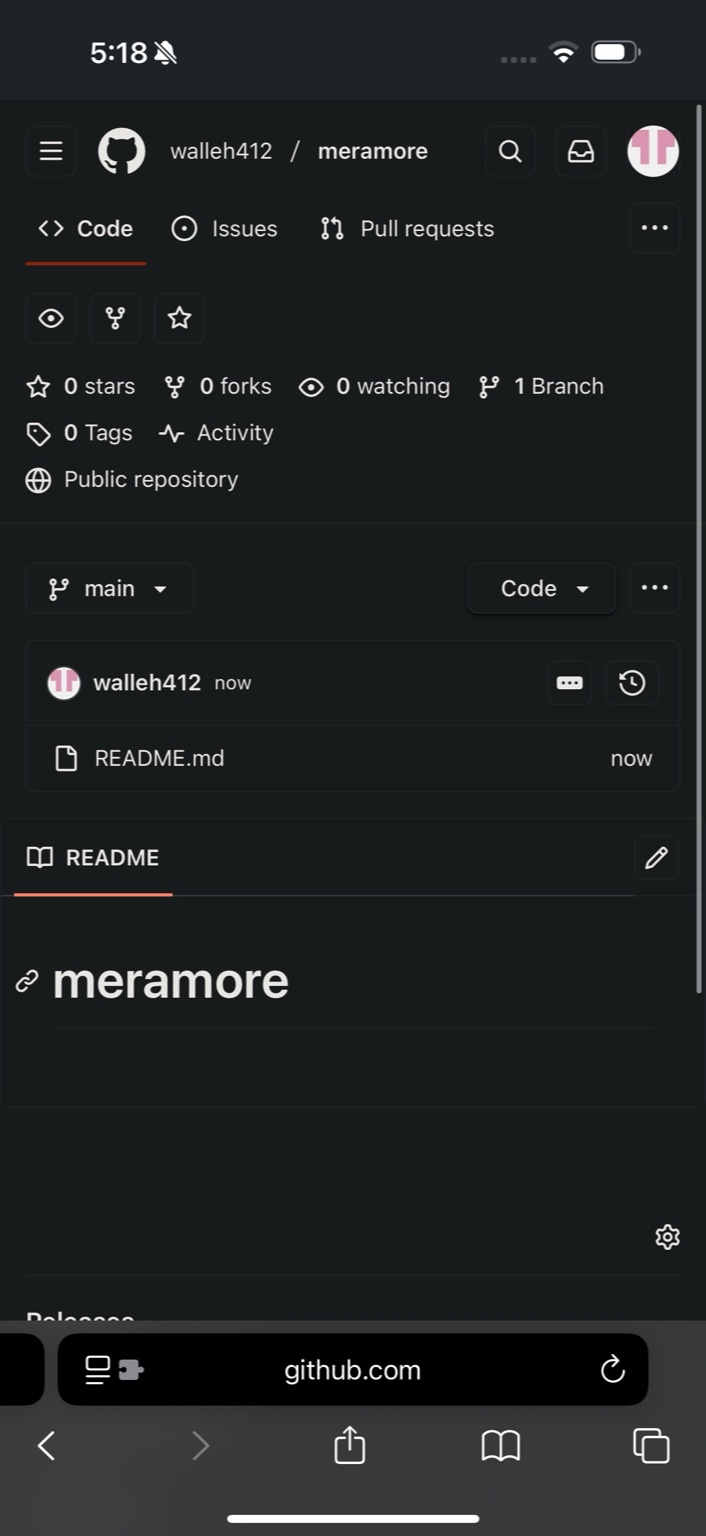 5:18
walleh412 / meramore
Code Issues Pull requests
0 stars 0 forks 0 watching 1 Branch
0 Tags Activity
Public repository
main Code
walleh412 now
README.md now
README
meramore
Releases
github.com